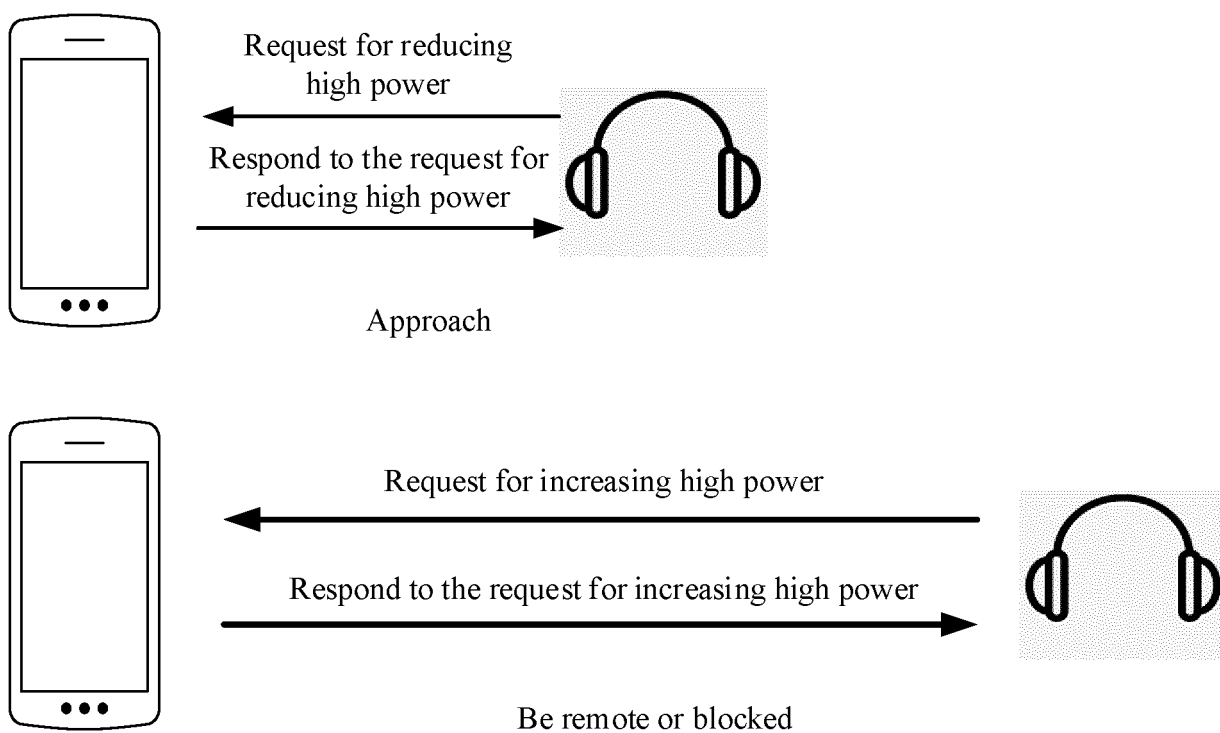 Request for reducing
high power
Respond to the request for
reducing high power
Approach
Request for increasing high power
Respond to the request for increasing high power
Be remote or blocked